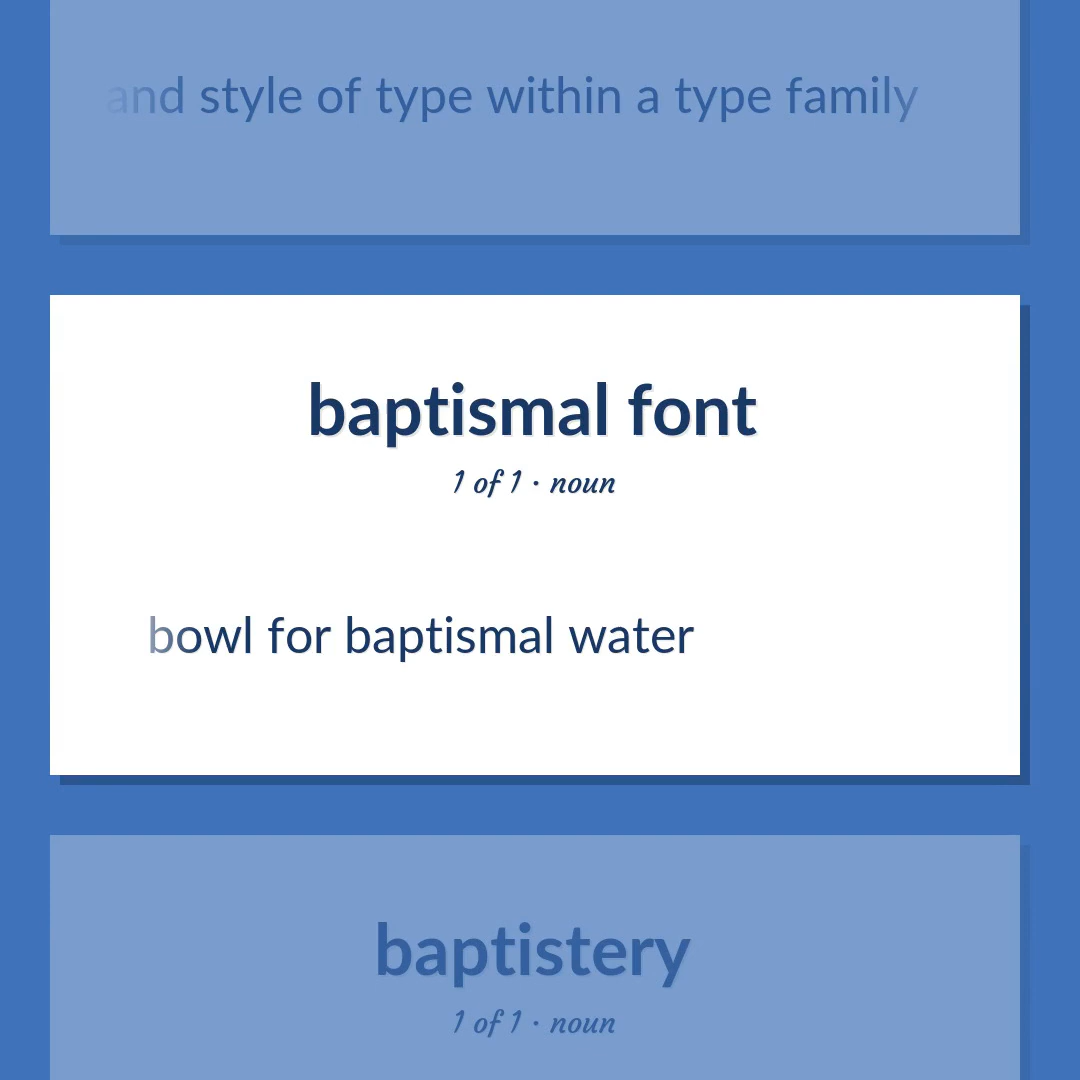 and style of type within a type family
baptismal font
1 of 1 · noun
bowl for baptismal water
baptistery
1 of 1 · noun